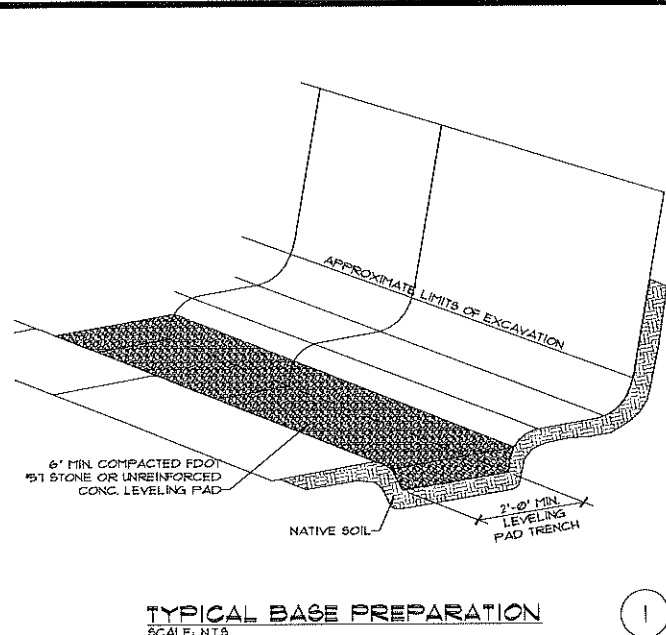 APPROXIMATE LIMITS OF EXCAVATION
6" MIN. COMPACTED FDOT
#57 STONE OR UNREINFORCED
CONC. LEVELING PAD
NATIVE SOIL
2'-0" MIN.
LEVELING
PAD TRENCH
TYPICAL BASE PREPARATION
SCALE: NTS
1